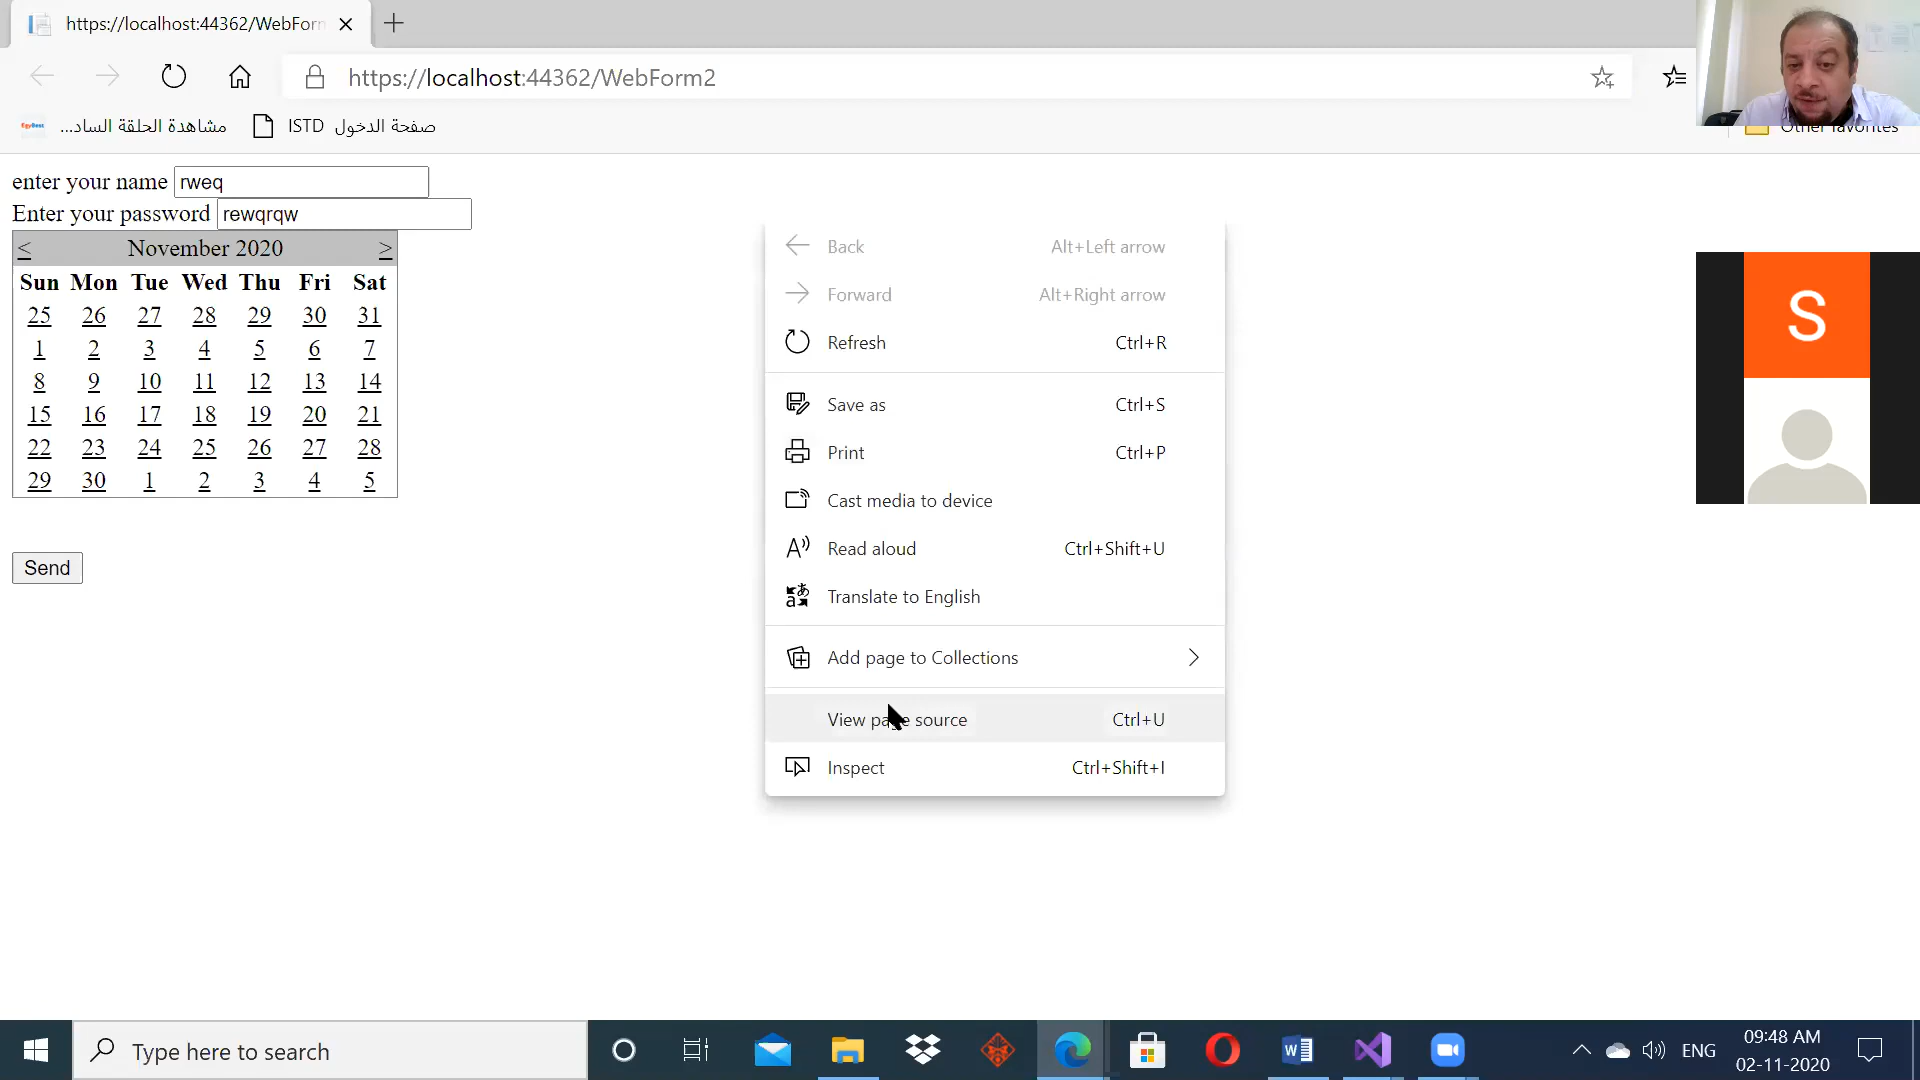 https://localhost:44362/WebForm
https://localhost:44362/WebForm2
EgyBest
مشاهدة الحلقة الساد...
ISTD صفحة الدخول
Other favorites
enter your name rweq
Enter your password rewqrqw
< November 2020 >
Sun Mon Tue Wed Thu Fri Sat
25 26 27 28 29 30 31
1 2 3 4 5 6 7
8 9 10 11 12 13 14
15 16 17 18 19 20 21
22 23 24 25 26 27 28
29 30 1 2 3 4 5
Send
Back Alt+Left arrow
Forward Alt+Right arrow
Refresh Ctrl+R
Save as Ctrl+S
Print Ctrl+P
Cast media to device
Read aloud Ctrl+Shift+U
Translate to English
Add page to Collections
View page source Ctrl+U
Inspect Ctrl+Shift+I
S
Type here to search
ENG
09:48 AM
02-11-2020